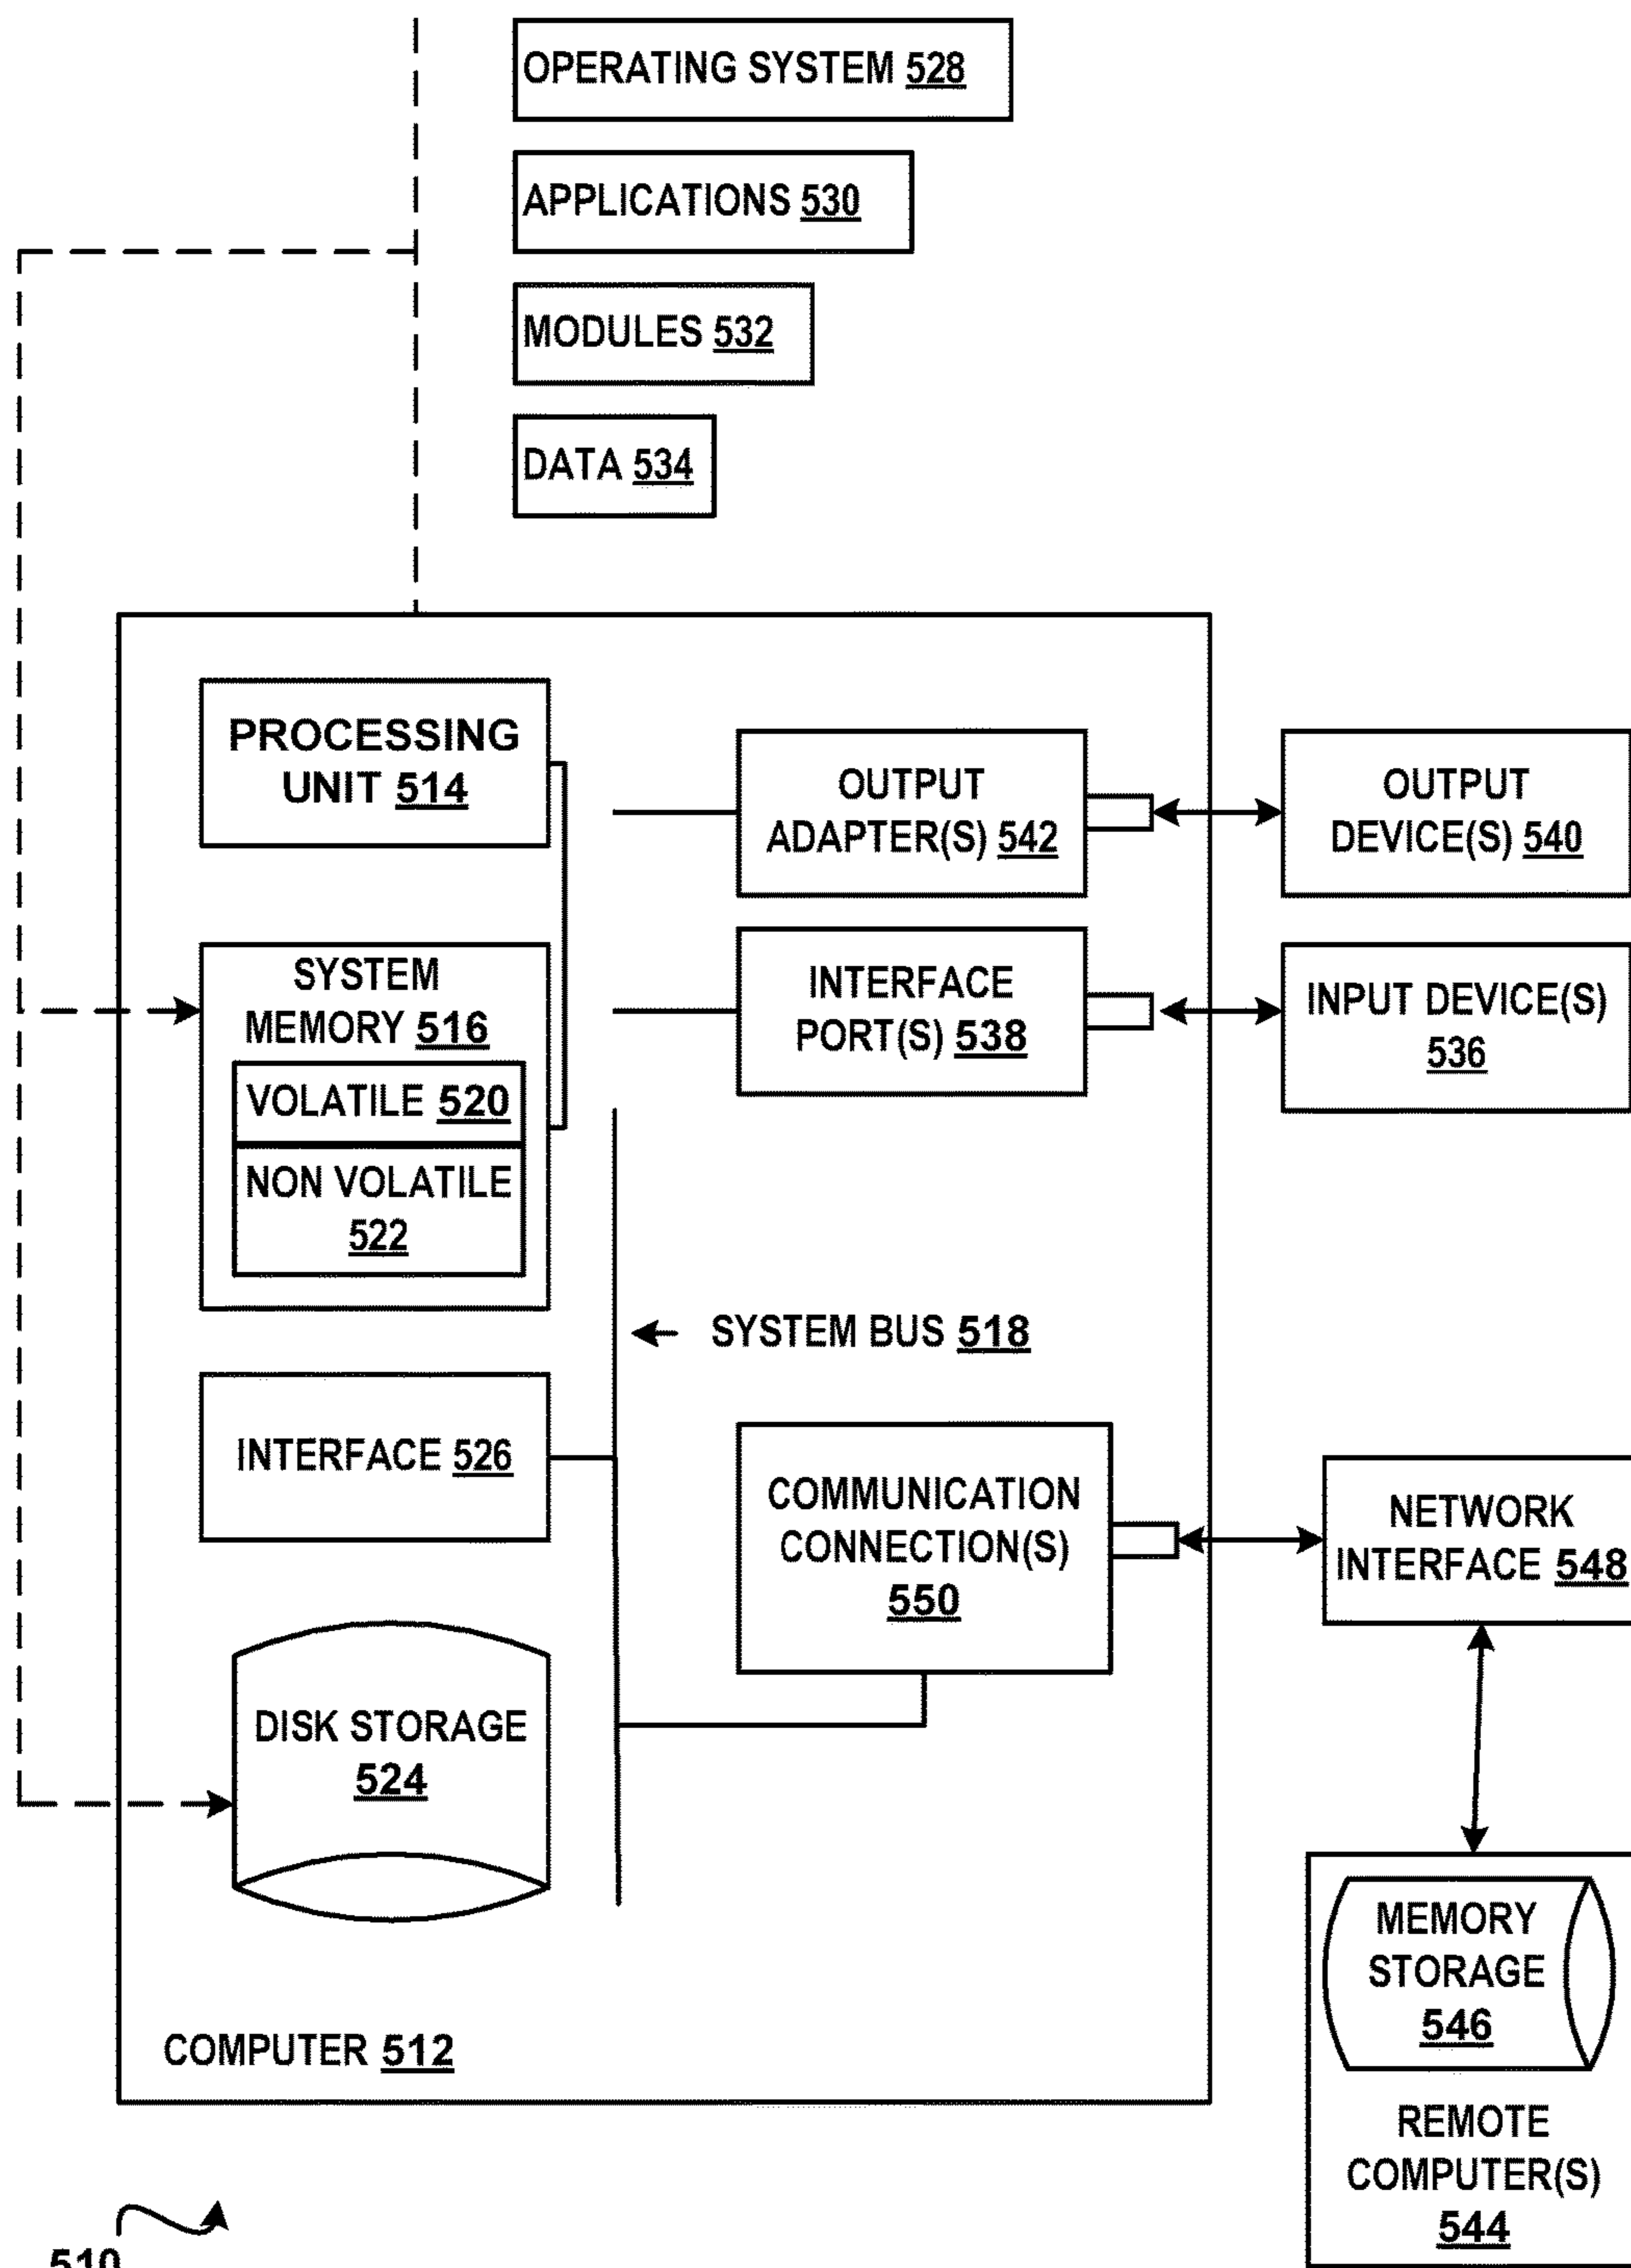 OPERATING SYSTEM 528
APPLICATIONS 530
MODULES 532
DATA 534
PROCESSING
UNIT 514
OUTPUT
ADAPTER(S) 542
OUTPUT
DEVICE(S) 540
SYSTEM
MEMORY 516
VOLATILE 520
NON VOLATILE
522
INTERFACE
PORT(S) 538
INPUT DEVICE(S)
536
SYSTEM BUS 518
INTERFACE 526
COMMUNICATION
CONNECTION(S)
550
NETWORK
INTERFACE 548
DISK STORAGE
524
MEMORY
STORAGE
546
COMPUTER 512
REMOTE
COMPUTER(S)
544
510